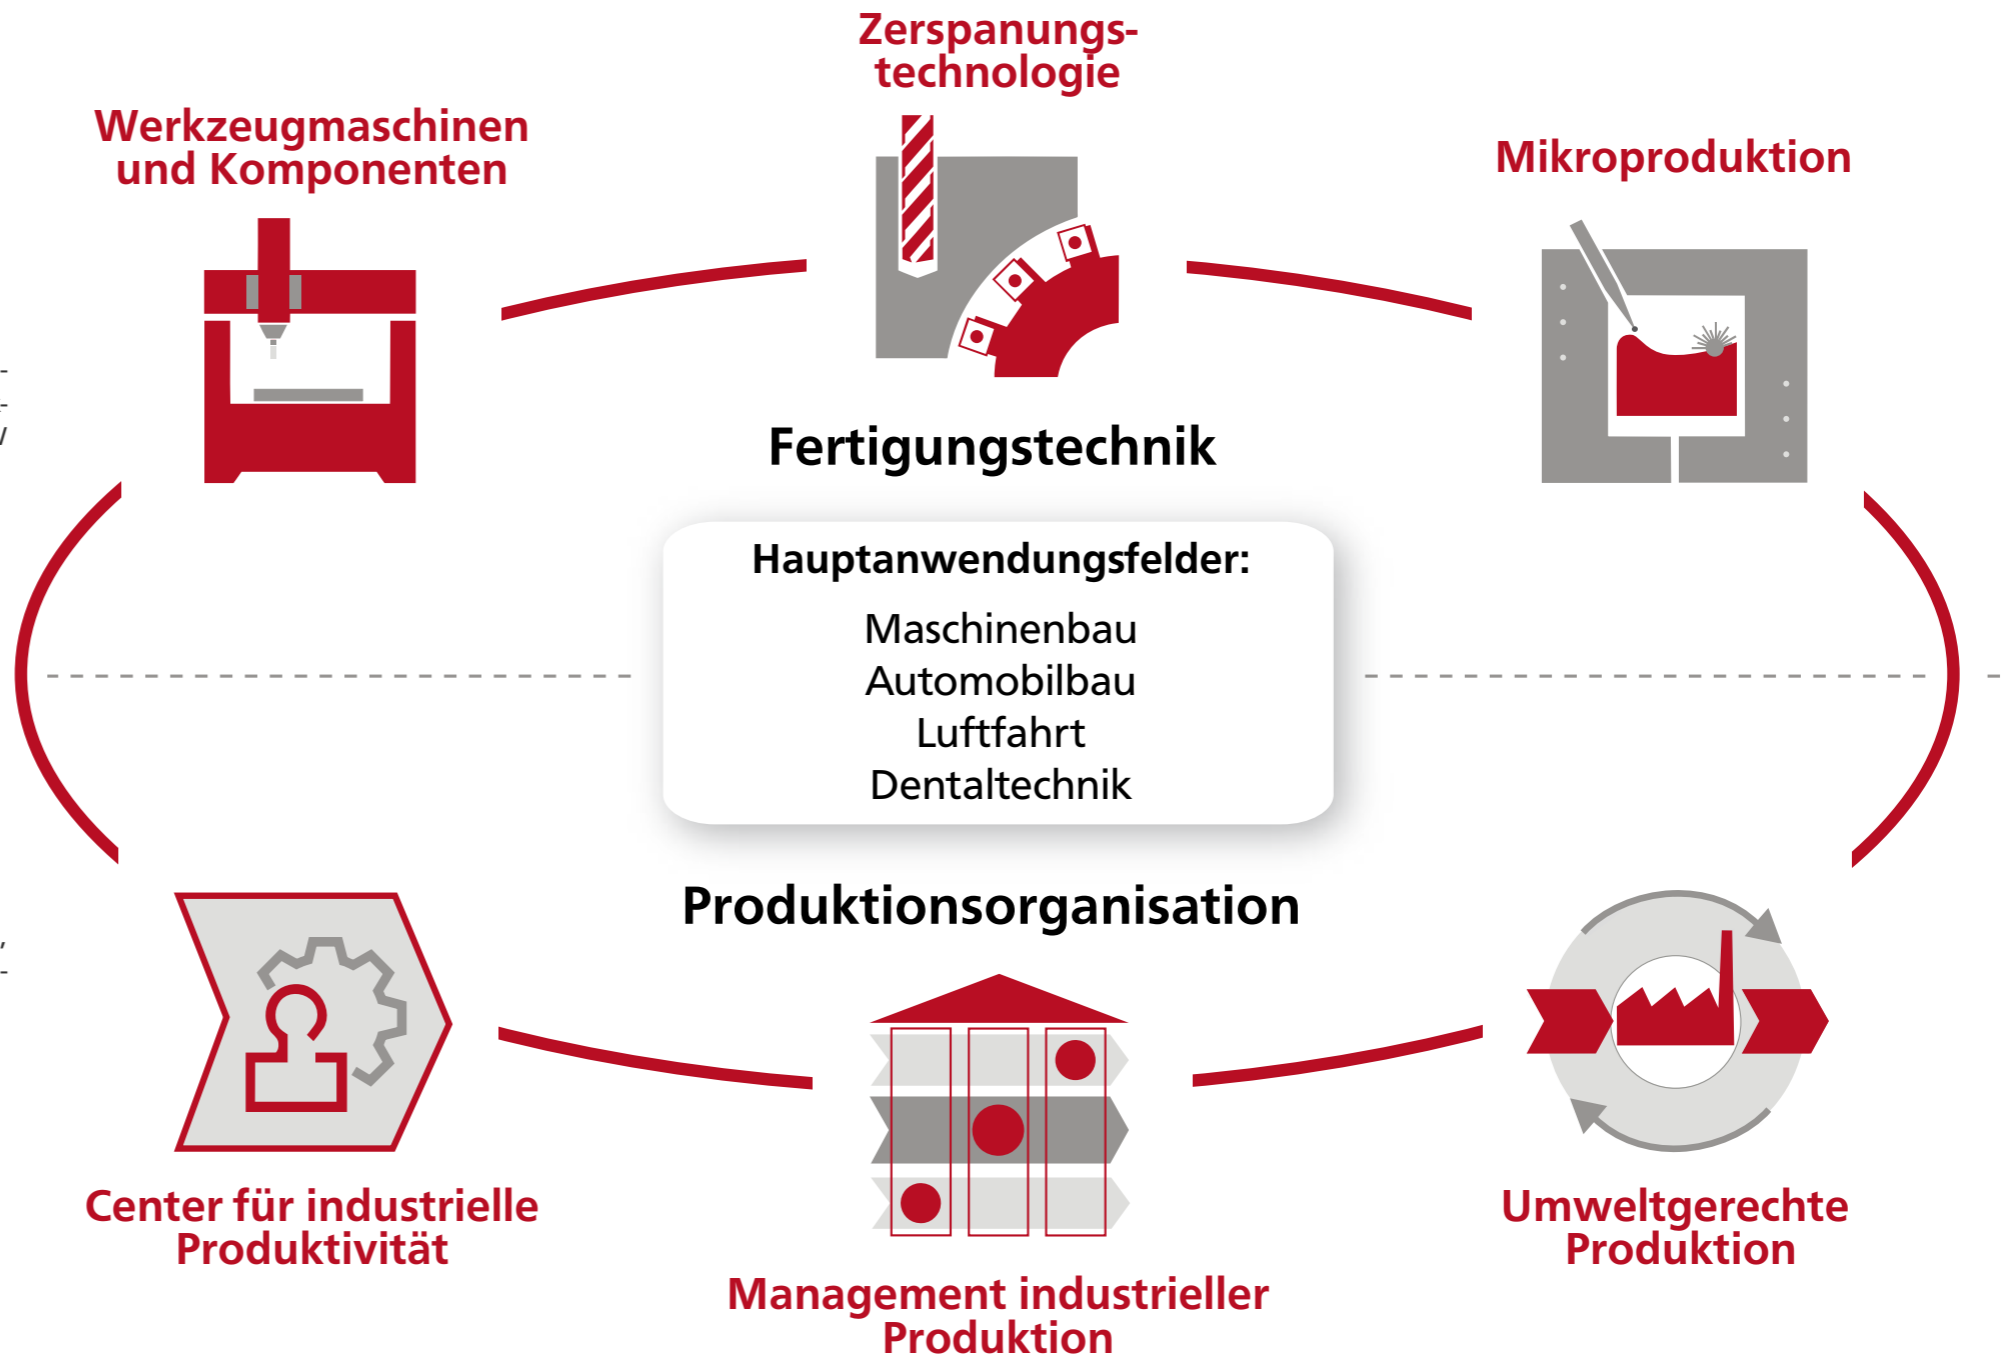 Zerspanungs-
technologie
Werkzeugmaschinen
und Komponenten
Mikroproduktion
Fertigungstechnik
Hauptanwendungsfelder:
Maschinenbau
Automobilbau
Luftfahrt
Dentaltechnik
Produktionsorganisation
Center für industrielle
Produktivität
Management industrieller
Produktion
Umweltgerechte
Produktion